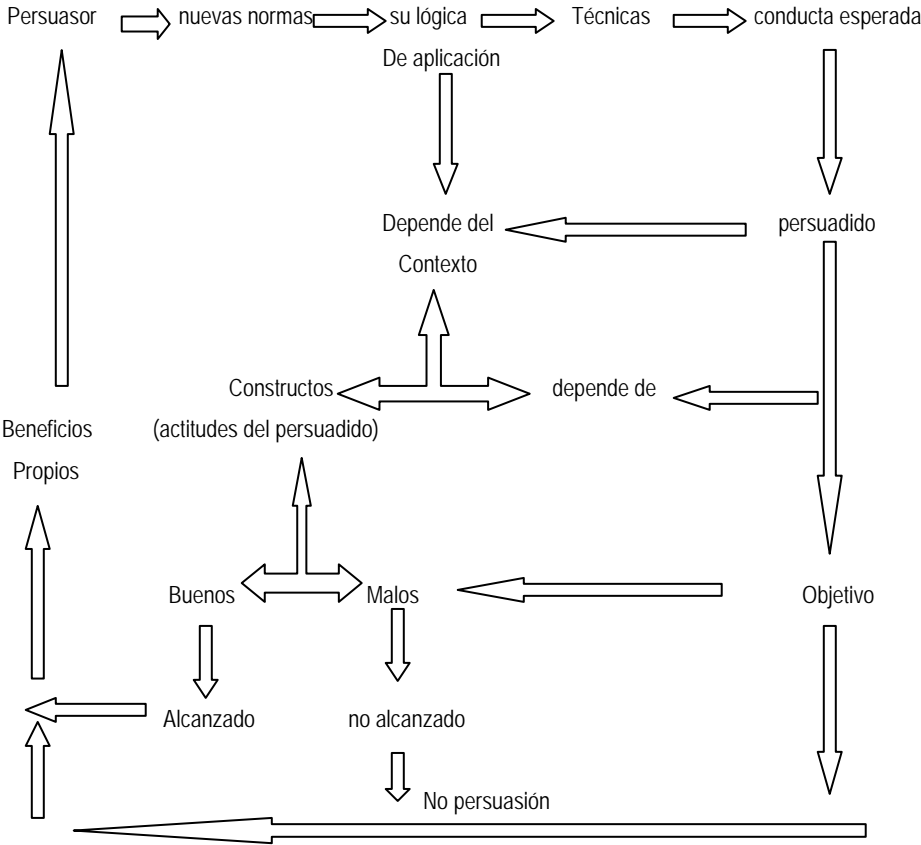 Persuasor nuevas normas su lógica Técnicas conducta esperada
De aplicación
Depende del persuadido
Contexto
Constructos depende de
Beneficios (actitudes del persuadido)
Propios
Buenos Malos Objetivo
Alcanzado no alcanzado
No persuasión